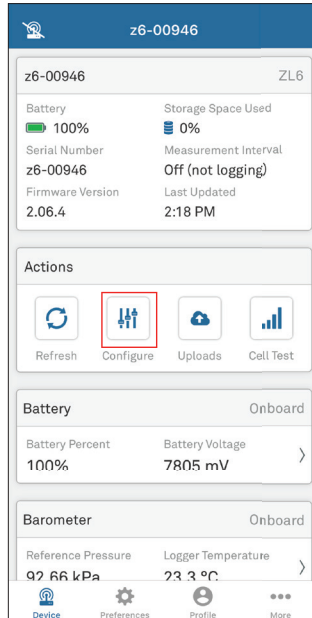 z6-00946
z6-00946 ZL6
Battery Storage Space Used
100% 0%
Serial Number Measurement Interval
z6-00946 Off (not logging)
Firmware Version Last Updated
2.06.4 2:18 PM
Actions
Refresh Configure Uploads Cell Test
Battery Onboard
Battery Percent Battery Voltage
100% 7805 mV
Barometer Onboard
Reference Pressure Logger Temperature
92.66 kPa 23.3 °C
Device Preferences Profile More